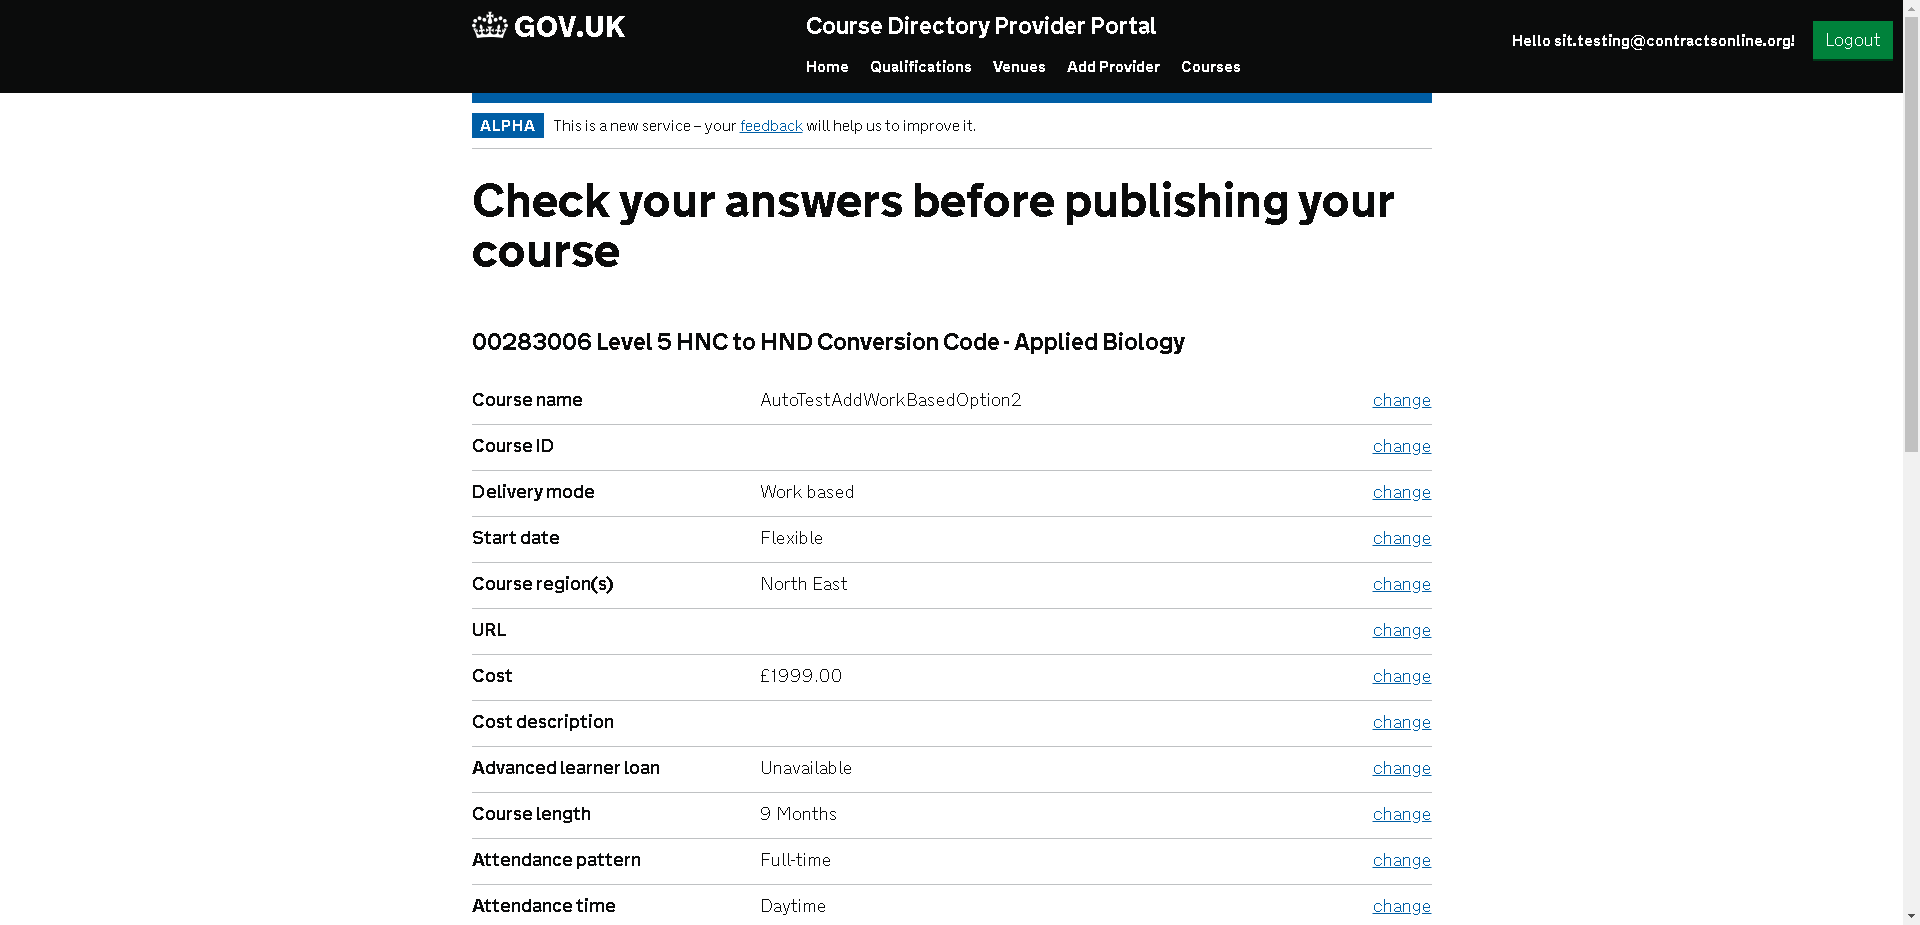 GOV.UK
Course Directory Provider Portal
Home Qualifications Venues Add Provider Courses
Hello sit.testing@contractsonline.org!
Logout
ALPHA This is a new service – your feedback will help us to improve it.
Check your answers before publishing your
course
00283006 Level 5 HNC to HND Conversion Code - Applied Biology
Course name AutoTestAddWorkBasedOption2 change
Course ID change
Delivery mode Work based change
Start date Flexible change
Course region(s) North East change
URL change
Cost £1999.00 change
Cost description change
Advanced learner loan Unavailable change
Course length 9 Months change
Attendance pattern Full-time change
Attendance time Daytime change